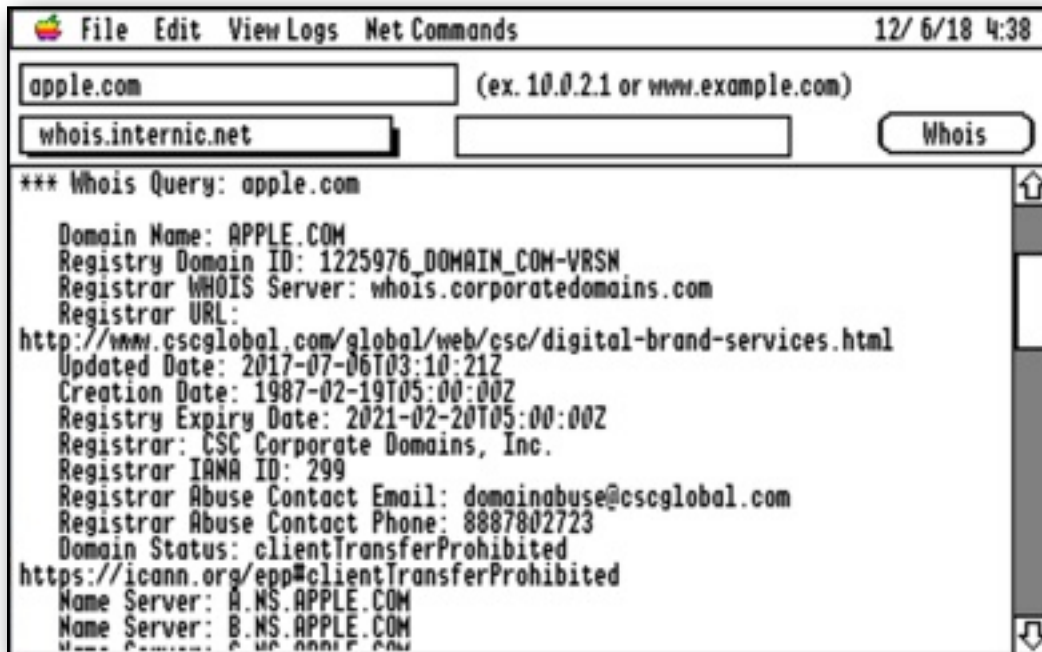 File Edit View Logs Net Commands 12/ 6/18 4:38
apple.com (ex. 10.0.2.1 or www.example.com)
whois.internic.net Whois
*** Whois Query: apple.com
Domain Name: APPLE.COM
Registry Domain ID: 1225976_DOMAIN_COM-VRSN
Registrar WHOIS Server: whois.corporatedomains.com
Registrar URL:
http://www.cscglobal.com/global/web/csc/digital-brand-services.html
Updated Date: 2017-07-06T03:10:21Z
Creation Date: 1987-02-19T05:00:00Z
Registry Expiry Date: 2021-02-20T05:00:00Z
Registrar: CSC Corporate Domains, Inc.
Registrar IANA ID: 299
Registrar Abuse Contact Email: domainabuse@cscglobal.com
Registrar Abuse Contact Phone: 8887802723
Domain Status: clientTransferProhibited
https://icann.org/epp#clientTransferProhibited
Name Server: A.NS.APPLE.COM
Name Server: B.NS.APPLE.COM